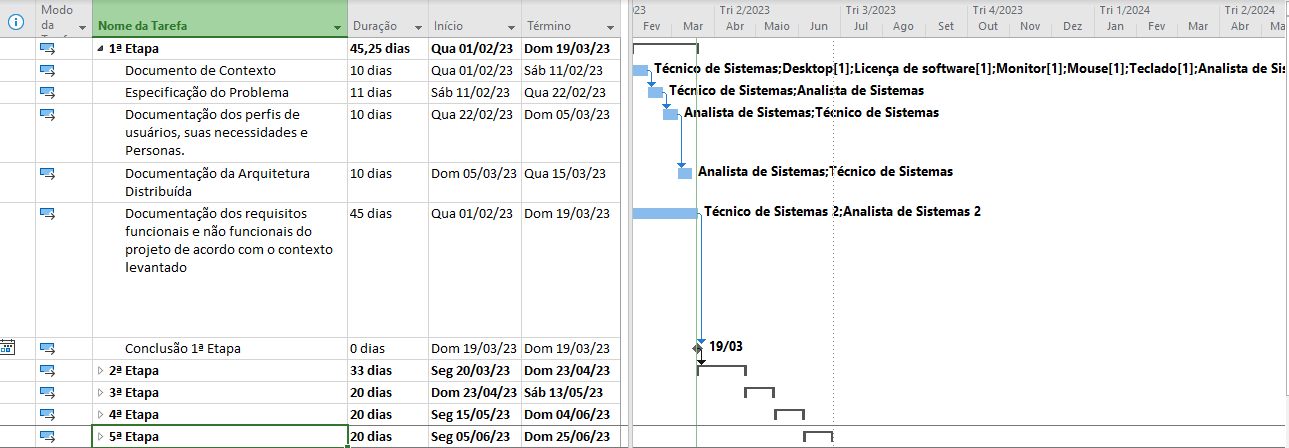 Modo da
Nome da Tarefa
Duração
Início
Término
23
Tri 2/2023
Tri 3/2023
Tri 4/2023
Tri 1/2024
Tri 2/2024
Fev
Mar
Abr
Maio
Jun
Jul
Ago
Set
Out
Nov
Dez
Jan
Fev
Mar
Abr
Ma
1ª Etapa 45,25 dias Qua 01/02/23 Dom 19/03/23
Documento de Contexto 10 dias Qua 01/02/23 Sáb 11/02/23 Técnico de Sistemas;Desktop[1];Licença de software[1];Monitor[1];Mouse[1];Teclado[1];Analista de Sis
Especificação do Problema 11 dias Sáb 11/02/23 Qua 22/02/23 Técnico de Sistemas;Analista de Sistemas
Documentação dos perfis de 10 dias Qua 22/02/23 Dom 05/03/23 Analista de Sistemas;Técnico de Sistemas
usuários, suas necessidades e
Personas.
Documentação da Arquitetura 10 dias Dom 05/03/23 Qua 15/03/23 Analista de Sistemas;Técnico de Sistemas
Distribuída
Documentação dos requisitos 45 dias Qua 01/02/23 Dom 19/03/23 Técnico de Sistemas 2;Analista de Sistemas 2
funcionais e não funcionais do
projeto de acordo com o contexto
levantado
Conclusão 1ª Etapa 0 dias Dom 19/03/23 Dom 19/03/23 19/03
2ª Etapa 33 dias Seg 20/03/23 Dom 23/04/23
3ª Etapa 20 dias Dom 23/04/23 Sáb 13/05/23
4ª Etapa 20 dias Seg 15/05/23 Dom 04/06/23
5ª Etapa 20 dias Seg 05/06/23 Dom 25/06/23